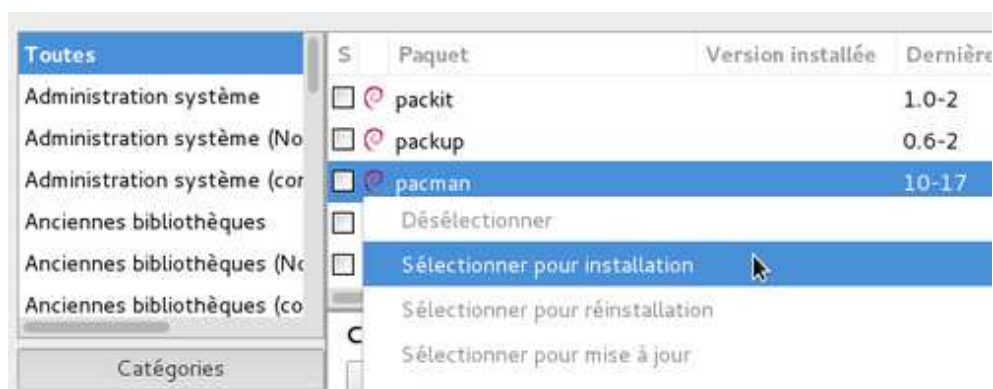 Toutes
Administration système
Administration système (No
Administration système (cor
Anciennes bibliothèques
Anciennes bibliothèques (No
Anciennes bibliothèques (co
Catégories
S Paquet Version installée Dernière
packit 1.0-2
packup 0.6-2
pacman 10-17
Désélectionner
Sélectionner pour installation
Sélectionner pour réinstallation
Sélectionner pour mise à jour
C